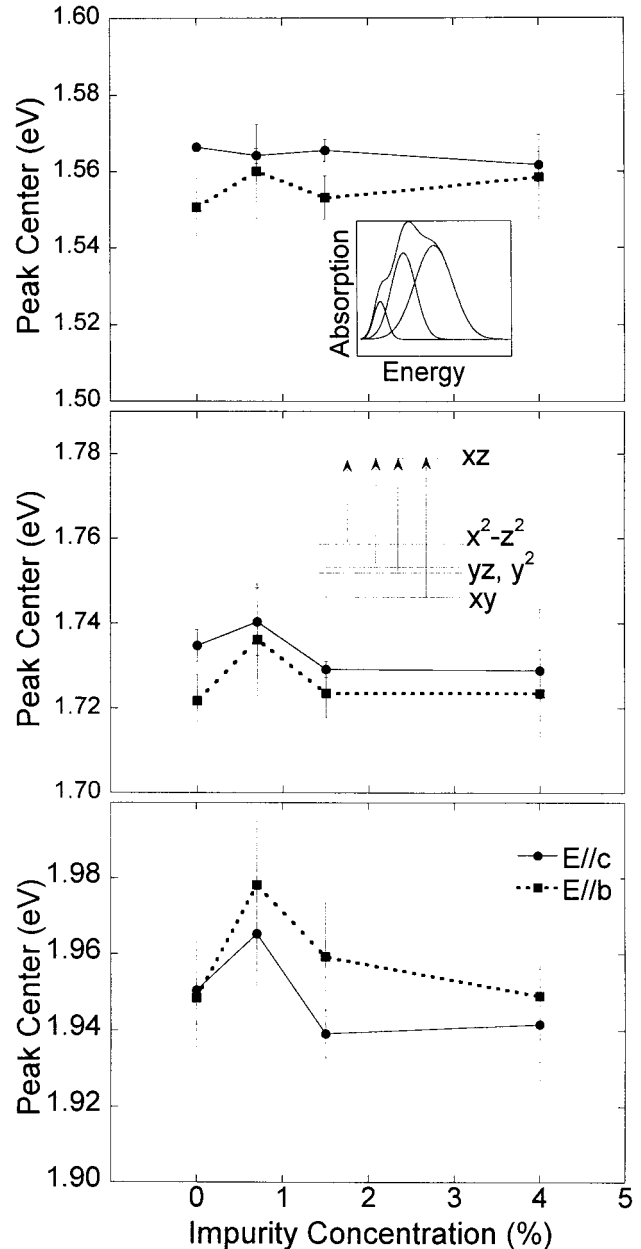 1.60
1.58
1.56
1.54
1.52
1.50
Peak Center (eV)
Absorption
Energy
1.78
1.76
1.74
1.72
1.70
Peak Center (eV)
xz
x²-z²
yz, y²
xy
1.98
1.96
1.94
1.92
1.90
Peak Center (eV)
E//c
E//b
0 1 2 3 4 5
Impurity Concentration (%)